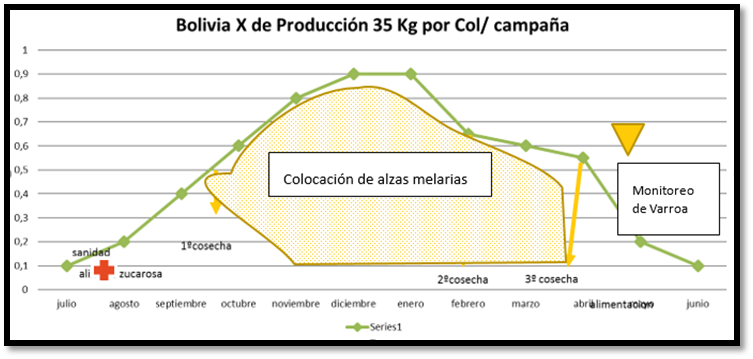 Bolivia X de Producción 35 Kg por Col/ campaña
1
0,9
0,8
0,7
0,6
0,5
0,4
0,3
0,2
0,1
0
Colocación de alzas melarias
Monitoreo
de Varroa
1ºcosecha
sanidad
ali zucarosa
2ºcosecha
3º cosecha
alimentacion
julio agosto septiembre octubre noviembre diciembre enero febrero marzo abril mayo junio
Series1